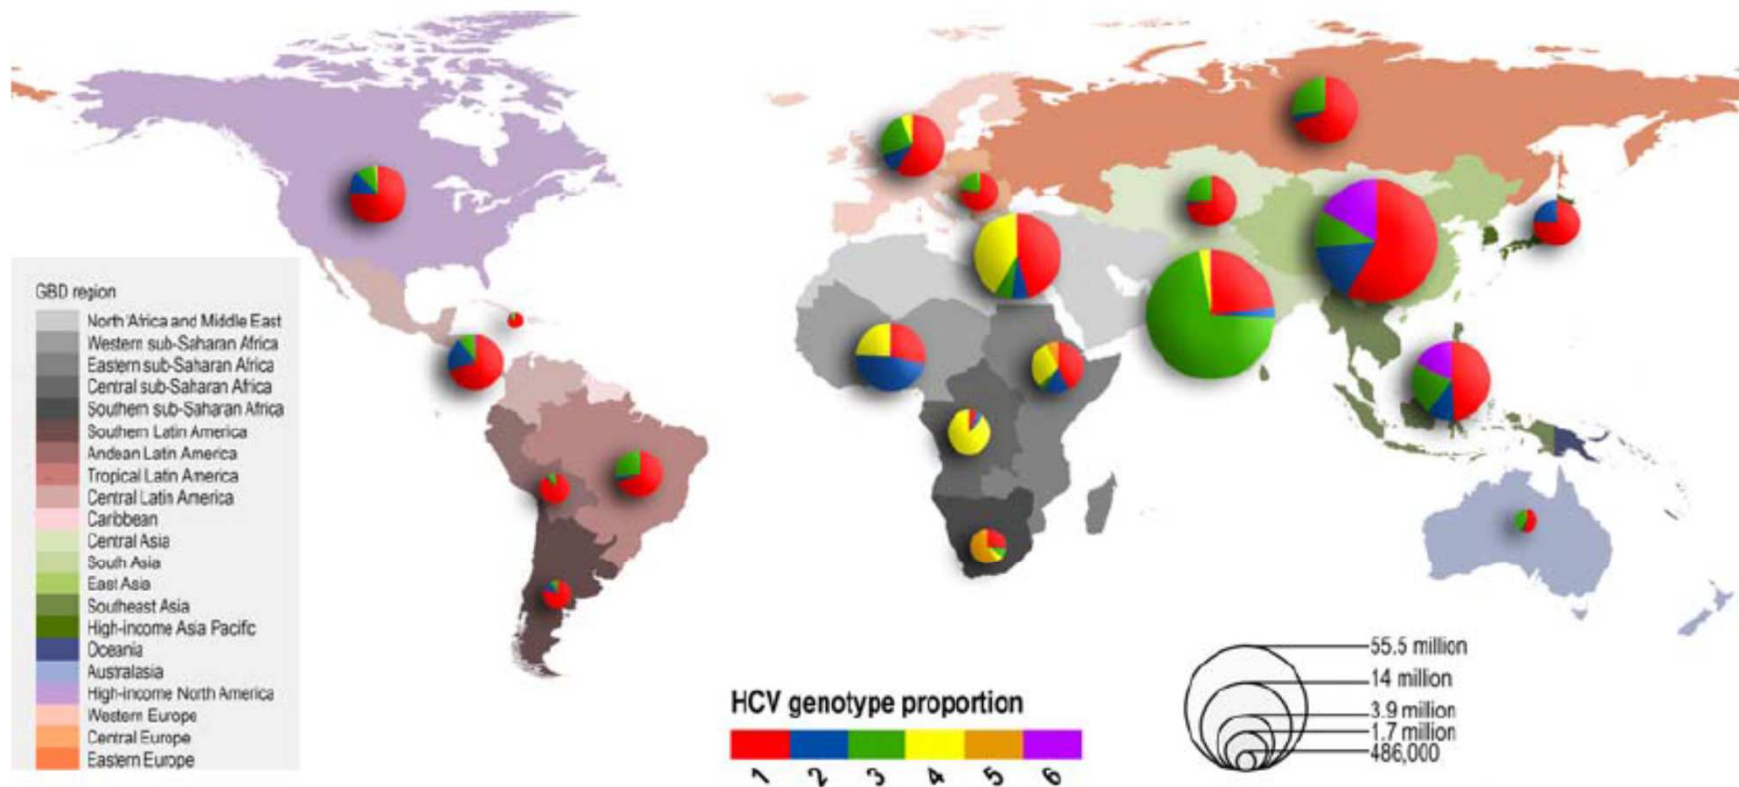 GBD region
North Africa and Middle East
Western sub-Saharan Africa
Eastern sub-Saharan Africa
Central sub-Saharan Africa
Southern sub-Saharan Africa
Southern Latin America
Andean Latin America
Tropical Latin America
Central Latin America
Caribbean
Central Asia
South Asia
East Asia
Southeast Asia
High-income Asia Pacific
Oceania
Australasia
High-income North America
Western Europe
Central Europe
Eastern Europe
HCV genotype proportion
1 2 3 4 5 6
55.5 million
14 million
3.9 million
1.7 million
486,000